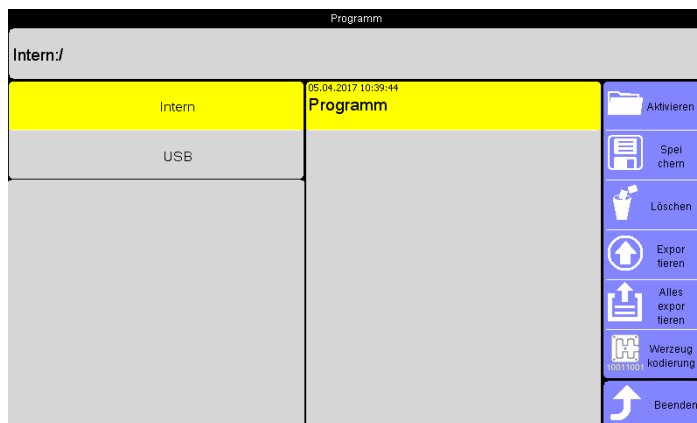 Programm
Intern:/
Intern
USB
05.04.2017 10:39:44
Programm
Aktivieren
Spei
chern
Löschen
Expor
tieren
Alles
expor
tieren
Werzeug
kodierung
10011001
Beenden